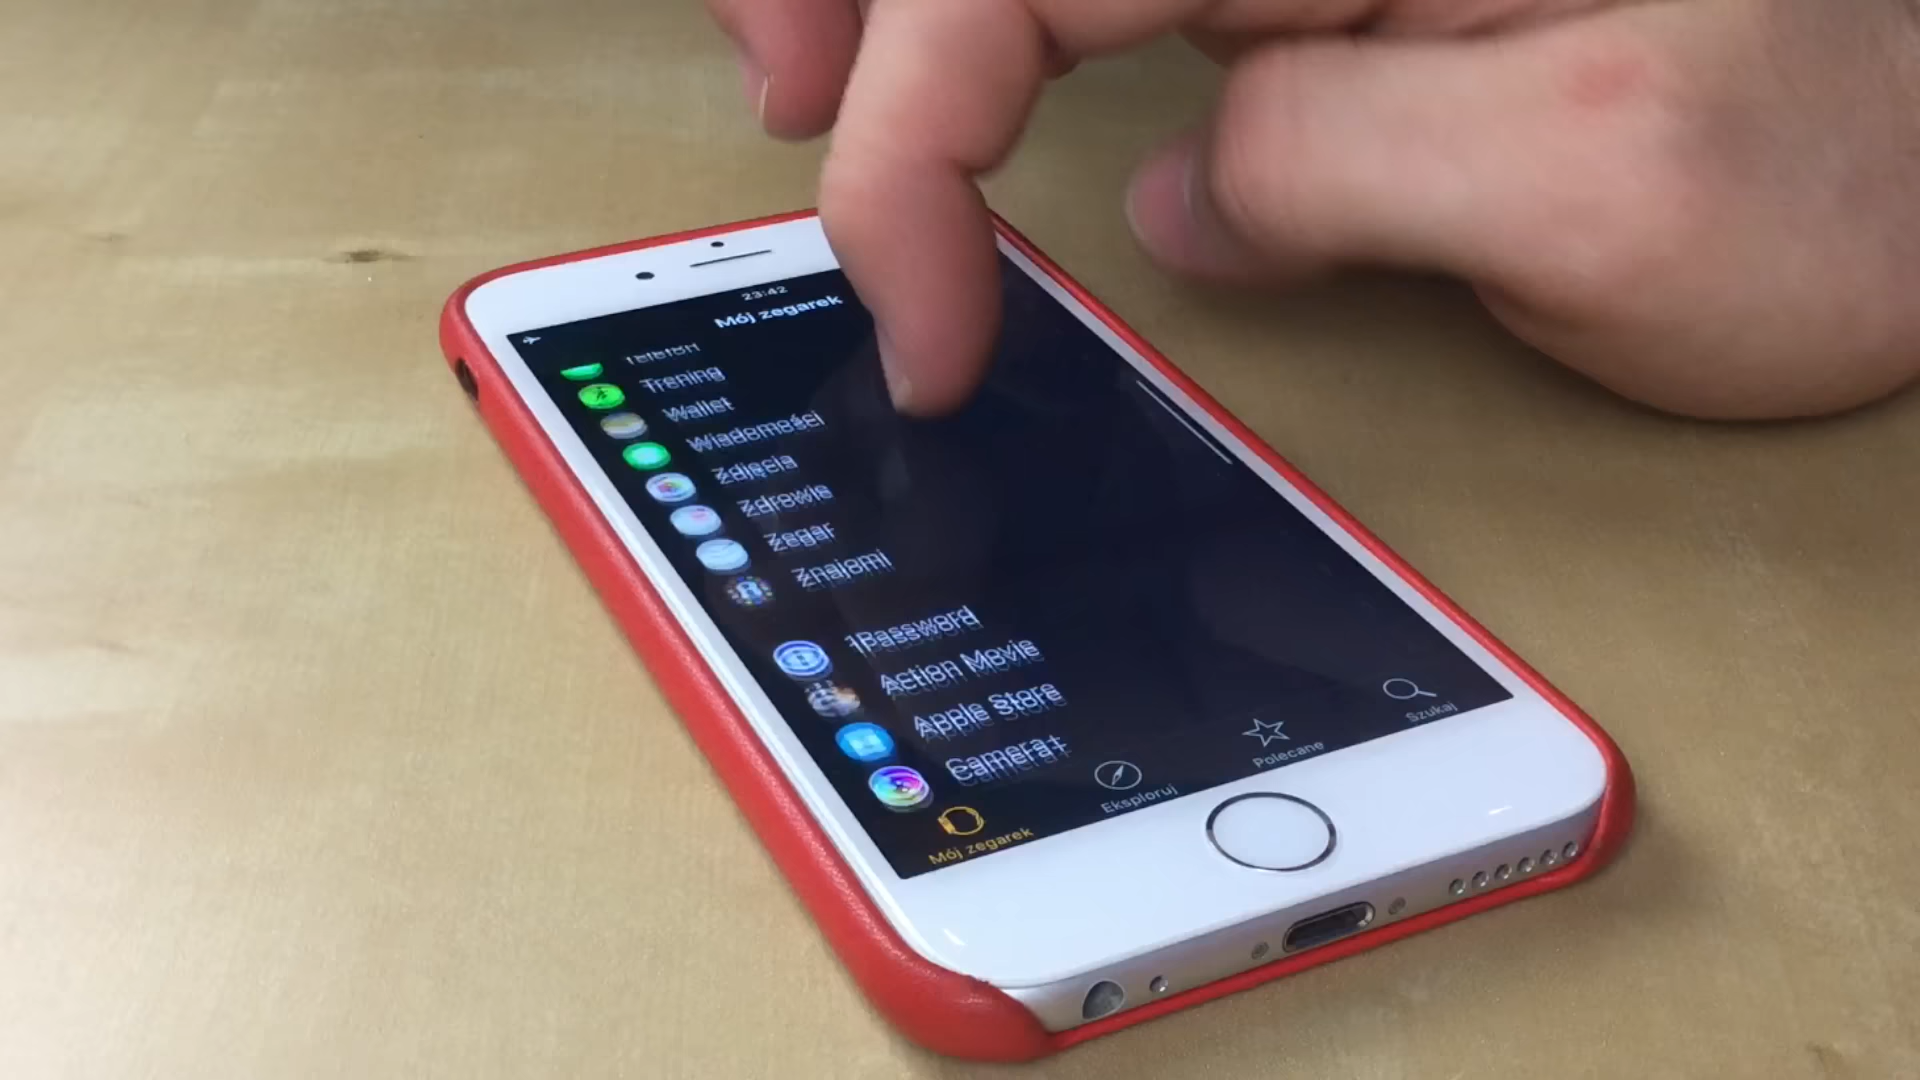 23:42
Mój zegarek
Telefon
Trening
Wallet
Wiadomości
Zdjęcia
Zdrowie
Zegar
Znajomi
1Password
Action Movie
Apple Store
Camera+
Mój zegarek
Eksploruj
Polecane
Szukaj